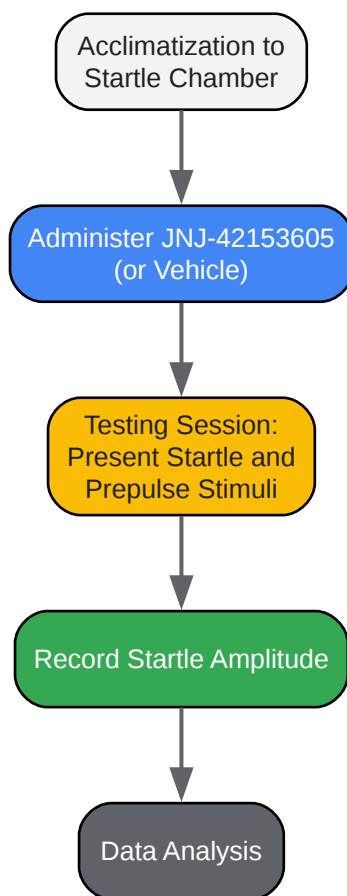 Acclimatization to
Startle Chamber
Administer JNJ-42153605
(or Vehicle)
Testing Session:
Present Startle and
Prepulse Stimuli
Record Startle Amplitude
Data Analysis